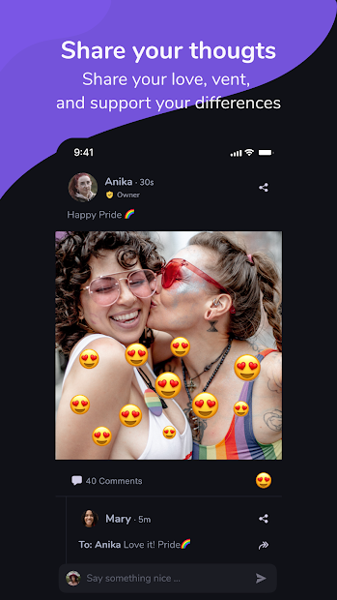 Share your thougts
Share your love, vent,
and support your differences
9:41
Anika · 30s
Owner
Happy Pride 🌈
40 Comments
Mary · 5m
To: Anika Love it! Pride🌈
Say something nice ...